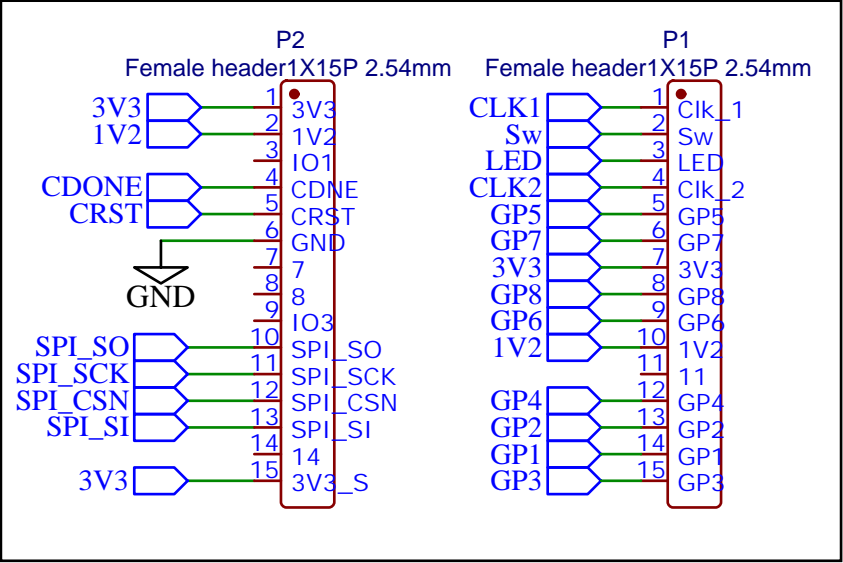 P2
Female header1X15P 2.54mm
3V3 1 3V3
1V2 2 1V2
3 IO1
CDONE 4 CDNE
CRST 5 CRST
6 GND
GND
7 7
8 8
9 IO3
SPI_SO 10 SPI_SO
SPI_SCK 11 SPI_SCK
SPI_CSN 12 SPI_CSN
SPI_SI 13 SPI_SI
14 14
3V3 15 3V3_S
P1
Female header1X15P 2.54mm
CLK1 1 Clk_1
Sw 2 Sw
LED 3 LED
CLK2 4 Clk_2
GP5 5 GP5
GP7 6 GP7
3V3 7 3V3
GP8 8 GP8
GP6 9 GP6
1V2 10 1V2
11 11
GP4 12 GP4
GP2 13 GP2
GP1 14 GP1
GP3 15 GP3